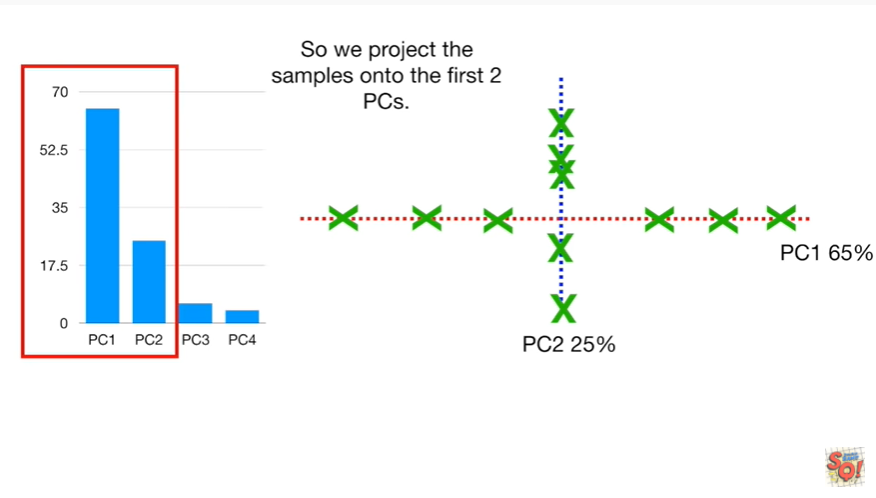 So we project the
samples onto the first 2
PCs.
70
52.5
35
17.5
0
PC1
PC2
PC3
PC4
PC1 65%
PC2 25%
SQ!